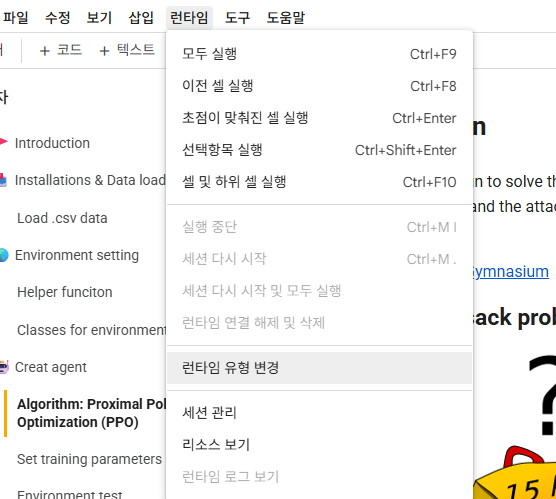 파일 수정 보기 삽입 런타임 도구 도움말
+ 코드 + 텍스트
차
모두 실행 Ctrl+F9
이전 셀 실행 Ctrl+F8
초점이 맞춰진 셀 실행 Ctrl+Enter
선택항목 실행 Ctrl+Shift+Enter
셀 및 하위 셀 실행 Ctrl+F10
실행 중단 Ctrl+M I
세션 다시 시작 Ctrl+M .
세션 다시 시작 및 모두 실행
런타임 연결 해제 및 삭제
런타임 유형 변경
세션 관리
리소스 보기
런타임 로그 보기
Introduction
Installations & Data load
Load .csv data
Environment setting
Helper funciton
Classes for environment
Creat agent
Algorithm: Proximal Pol
Optimization (PPO)
Set training parameters
Environment test
n
n to solve th
and the attac
ymnasium
sack prob
?
15